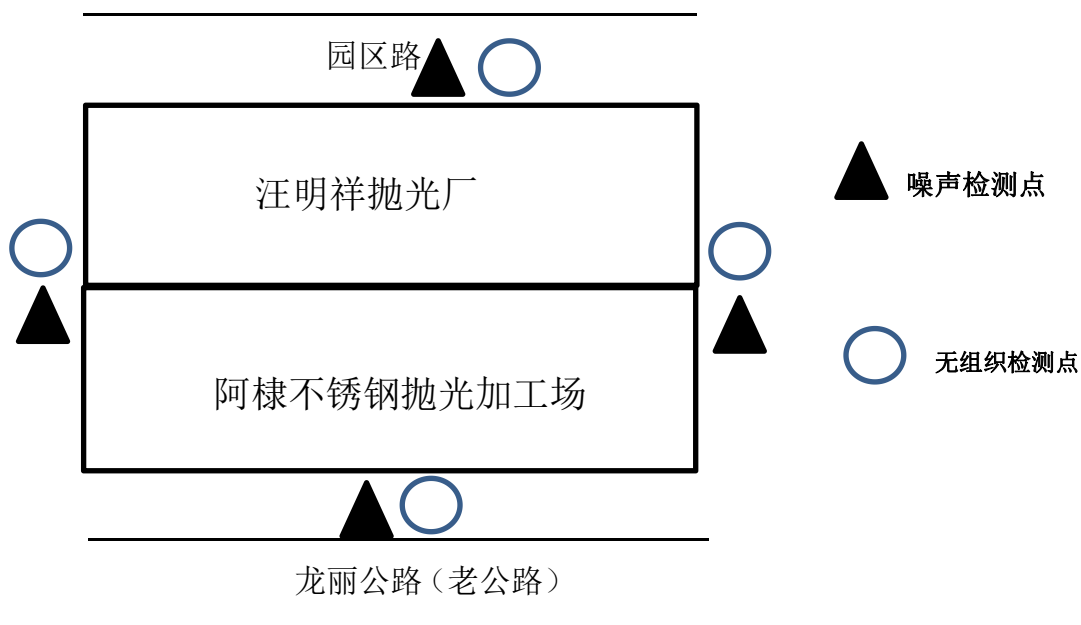 园区路
汪明祥抛光厂
噪声检测点
无组织检测点
阿棣不锈钢抛光加工场
龙丽公路（老公路）